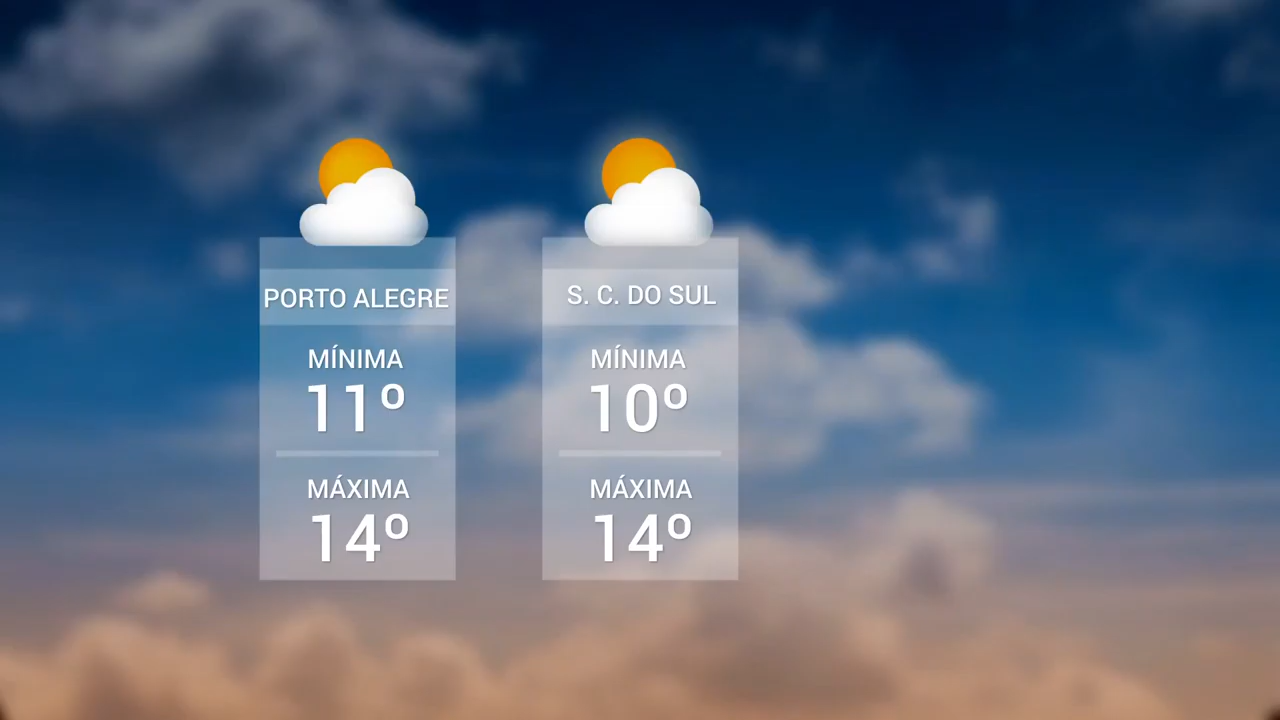 PORTO ALEGRE
MÍNIMA
11º
MÁXIMA
14º
S. C. DO SUL
MÍNIMA
10º
MÁXIMA
14º